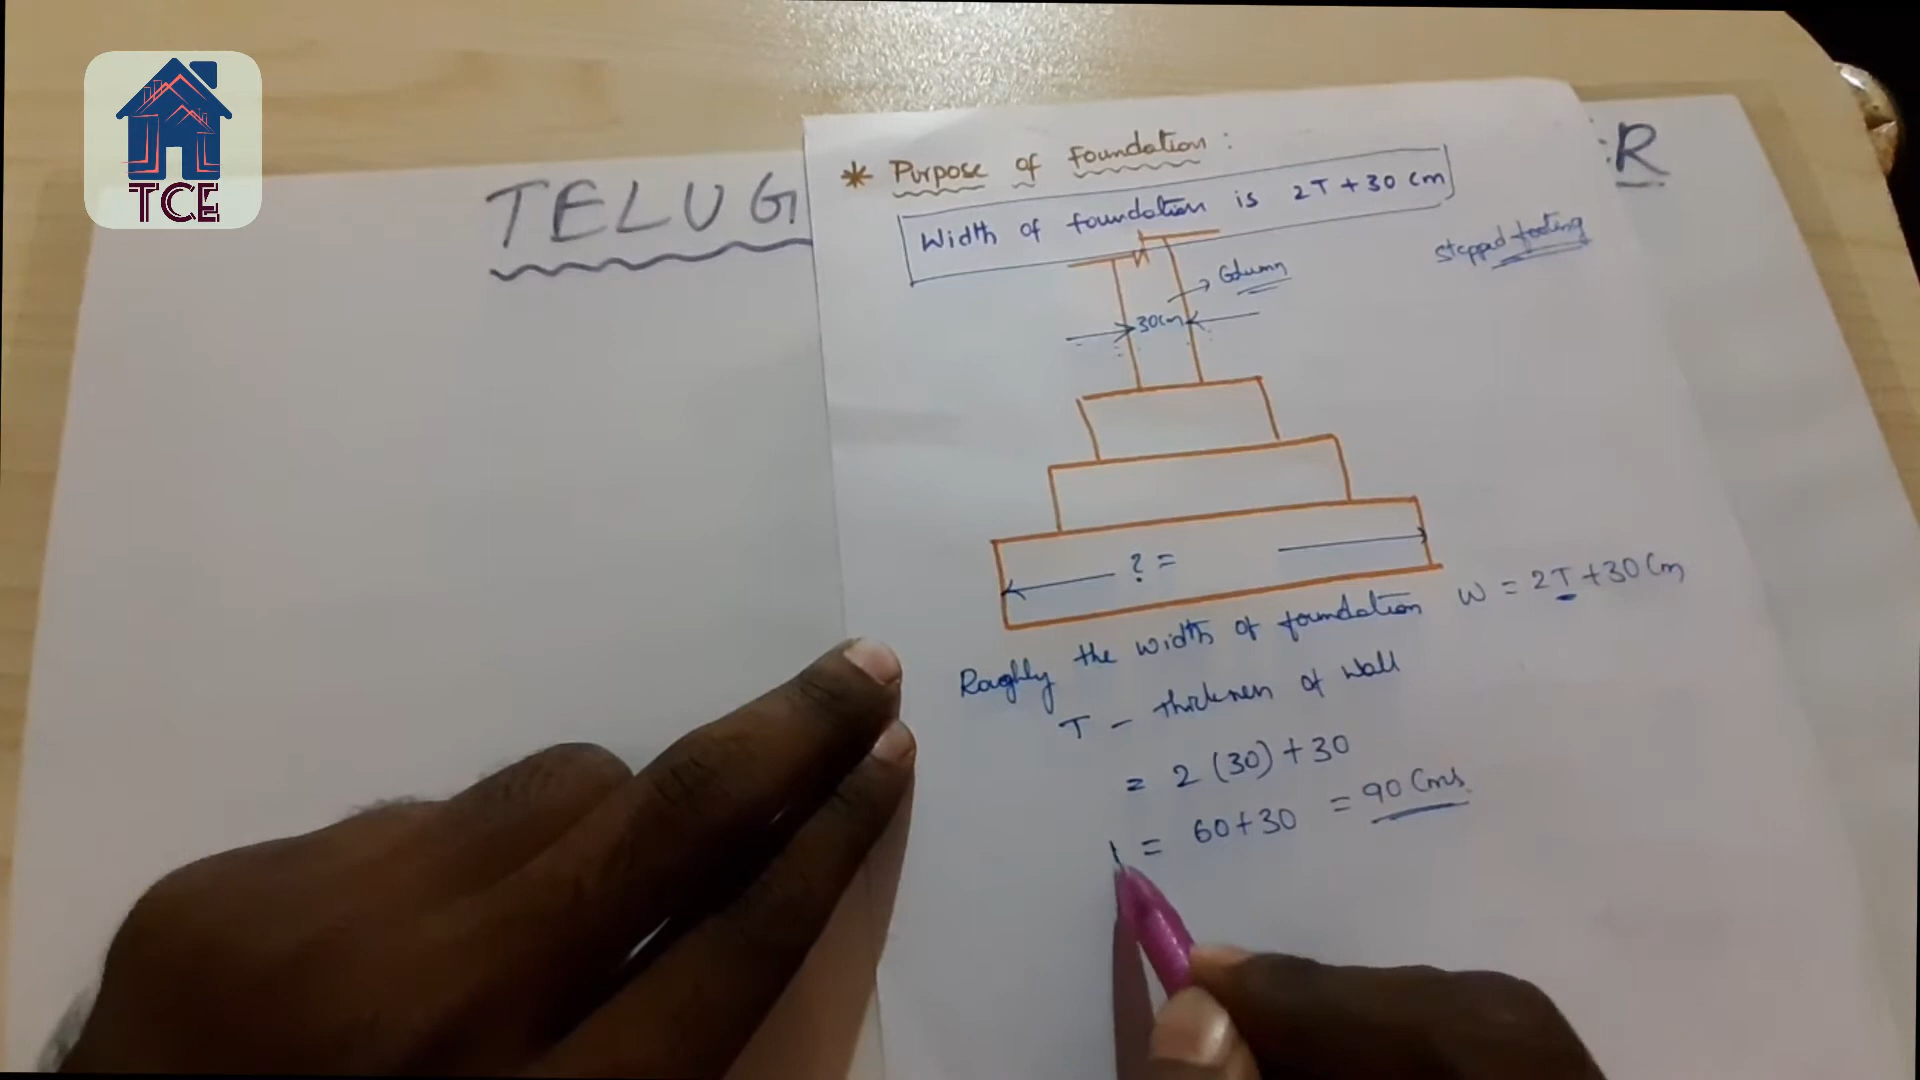 TCE
TELUG
R
* Purpose of foundation :
Width of foundation is 2T + 30 Cm
stepped footing
Column
30cm
? =
Roghly the width of foundation W = 2T + 30 Cm
T - thickness of wall
= 2 (30) + 30
= 60 + 30 = 90 Cms